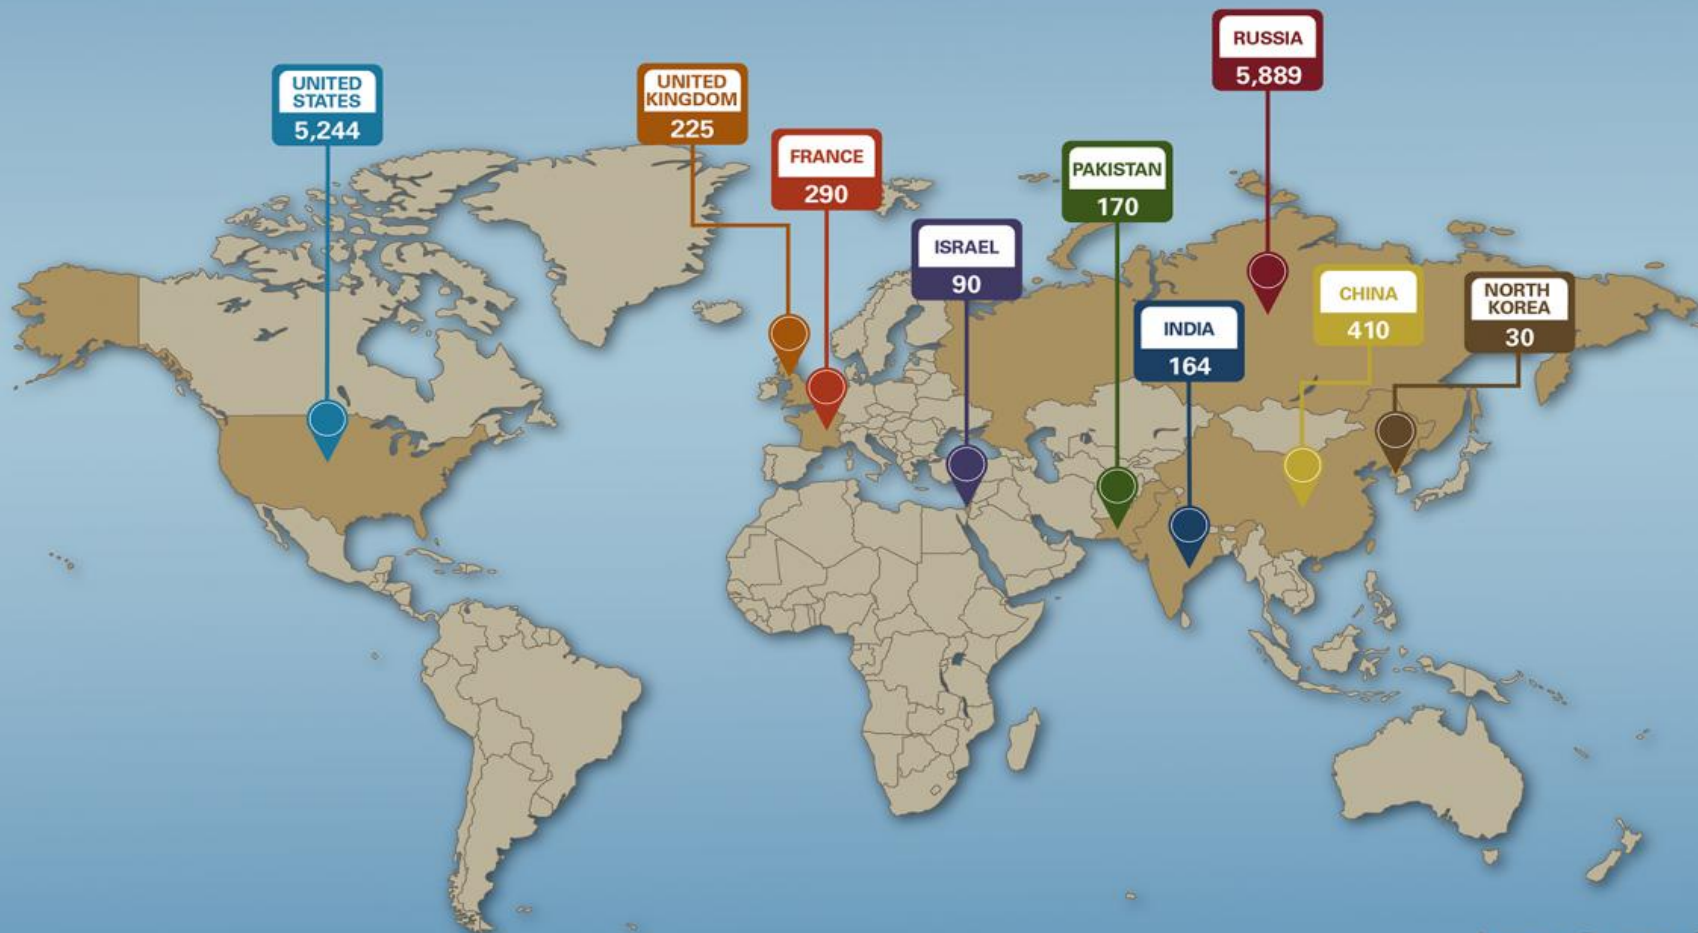 UNITED
STATES
5,244
UNITED
KINGDOM
225
FRANCE
290
ISRAEL
90
PAKISTAN
170
INDIA
164
RUSSIA
5,889
CHINA
410
NORTH
KOREA
30